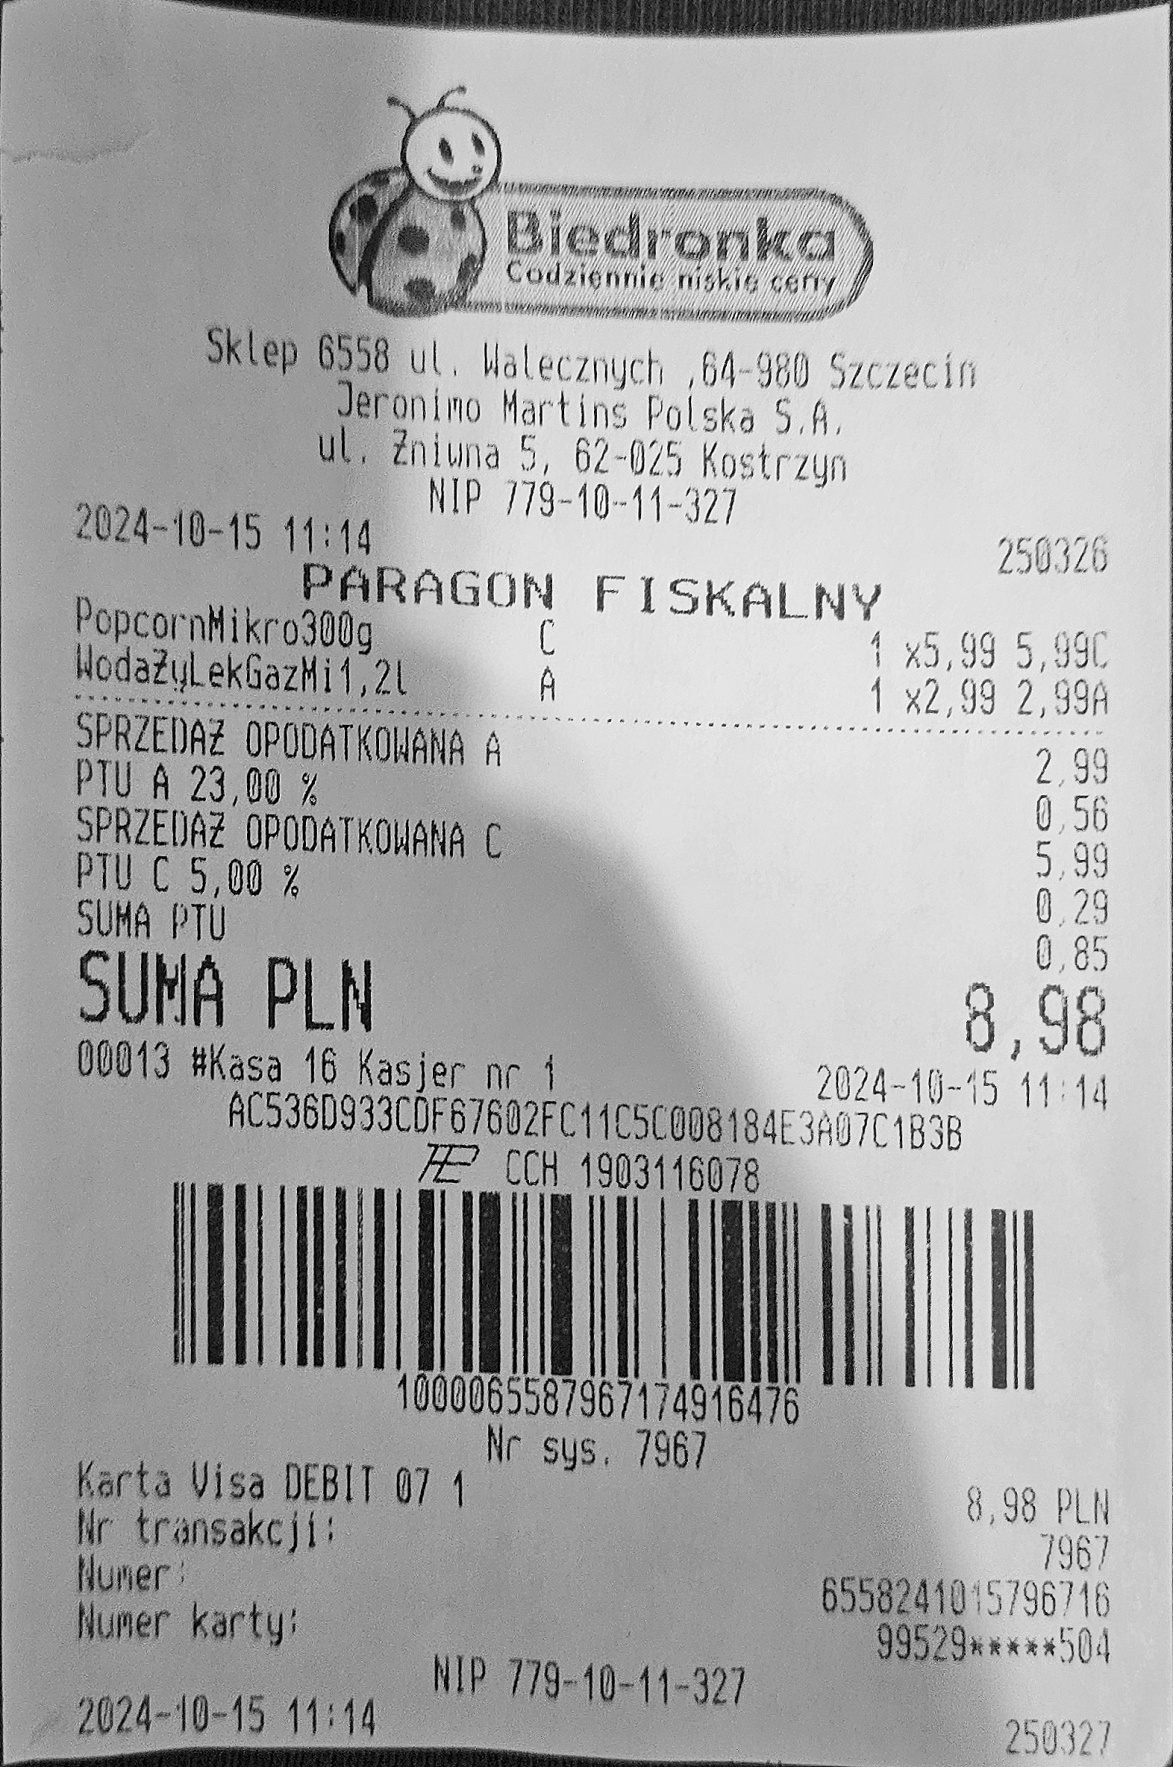 Biedronka
Codziennie niskie ceny
Sklep 6558 ul. Walecznych ,64-980 Szczecin
Jeronimo Martins Polska S.A.
ul. Żniwna 5, 62-025 Kostrzyn
NIP 779-10-11-327
2024-10-15 11:14 250326
PARAGON FISKALNY
PopcornMikro300g C 1 x5,99 5,99C
WodaŻyLekGazMi1,2l A 1 x2,99 2,99A
SPRZEDAŻ OPODATKOWANA A 2,99
PTU A 23,00 % 0,56
SPRZEDAŻ OPODATKOWANA C 5,99
PTU C 5,00 % 0,29
SUMA PTU 0,85
SUMA PLN 8,98
00013 #Kasa 16 Kasjer nr 1 2024-10-15 11:14
AC536D933CDF67602FC11C5C008184E3A07C1B3B
CCH 1903116078
1000065587967174916476
Nr sys. 7967
Karta Visa DEBIT 07 1 8,98 PLN
Nr transakcji: 7967
Numer: 6558241015796716
Numer karty: 99529*****504
NIP 779-10-11-327
2024-10-15 11:14 250327